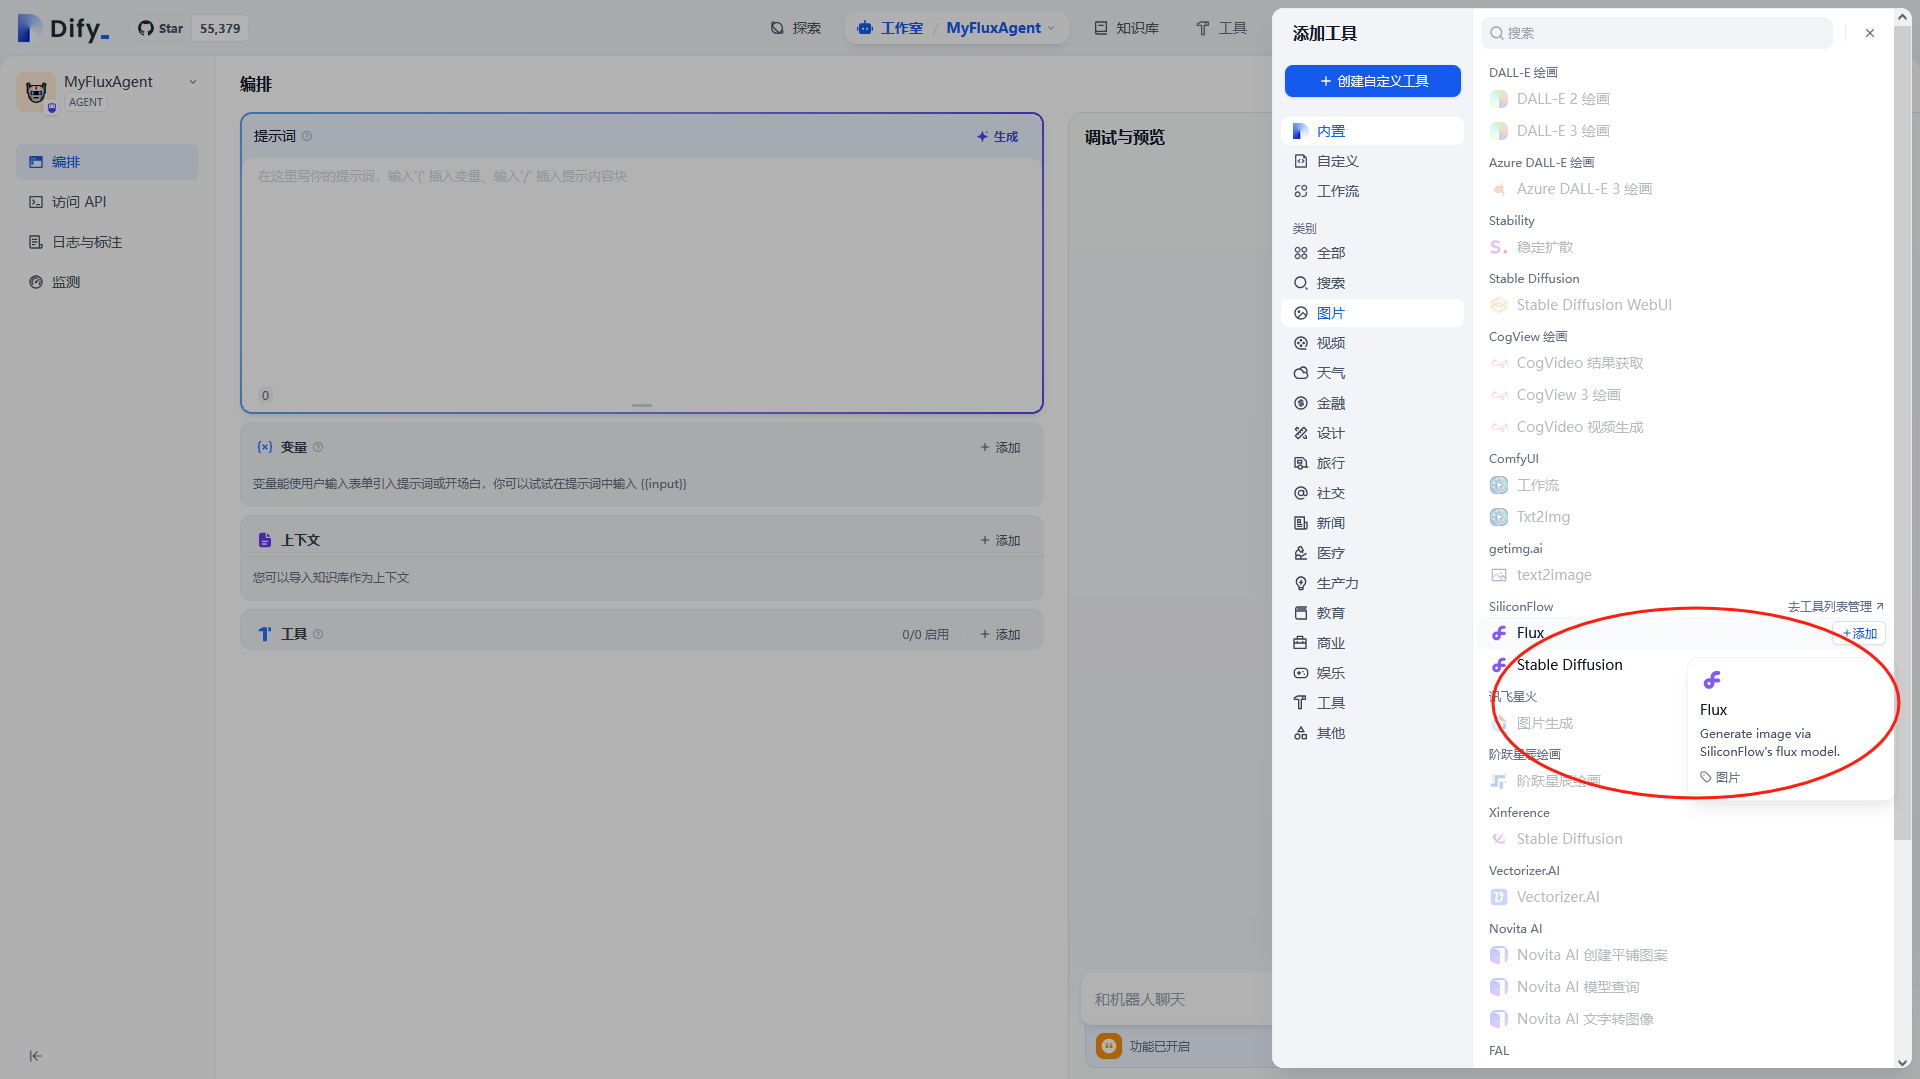 Dify_
Star 55,379
探索
工作室 / MyFluxAgent
知识库
工具
MyFluxAgent
AGENT
编排
访问 API
日志与标注
监测
编排
提示词
生成
在这里写你的提示词，输入'{' 插入变量、输入'/' 插入提示内容块
0
变量
+ 添加
变量能使用户输入表单引入提示词或开场白，你可以试试在提示词中输入 {{input}}
上下文
+ 添加
您可以导入知识库作为上下文
工具
0/0 启用
+ 添加
调试与预览
和机器人聊天
功能已开启
添加工具
+ 创建自定义工具
内置
自定义
工作流
类别
全部
搜索
图片
视频
天气
金融
设计
旅行
社交
新闻
医疗
生产力
教育
商业
娱乐
工具
其他
搜索
DALL-E 绘画
DALL-E 2 绘画
DALL-E 3 绘画
Azure DALL-E 绘画
Azure DALL-E 3 绘画
Stability
稳定扩散
Stable Diffusion
Stable Diffusion WebUI
CogView 绘画
CogVideo 结果获取
CogView 3 绘画
CogVideo 视频生成
ComfyUI
工作流
Txt2Img
getimg.ai
text2image
SiliconFlow
去工具列表管理
Flux
+添加
Stable Diffusion
讯飞星火
图片生成
阶跃星辰绘画
阶跃星辰绘画
Flux
Generate image via
SiliconFlow's flux model.
图片
Xinference
Stable Diffusion
Vectorizer.AI
Vectorizer.AI
Novita AI
Novita AI 创建平铺图案
Novita AI 模型查询
Novita AI 文字转图像
FAL